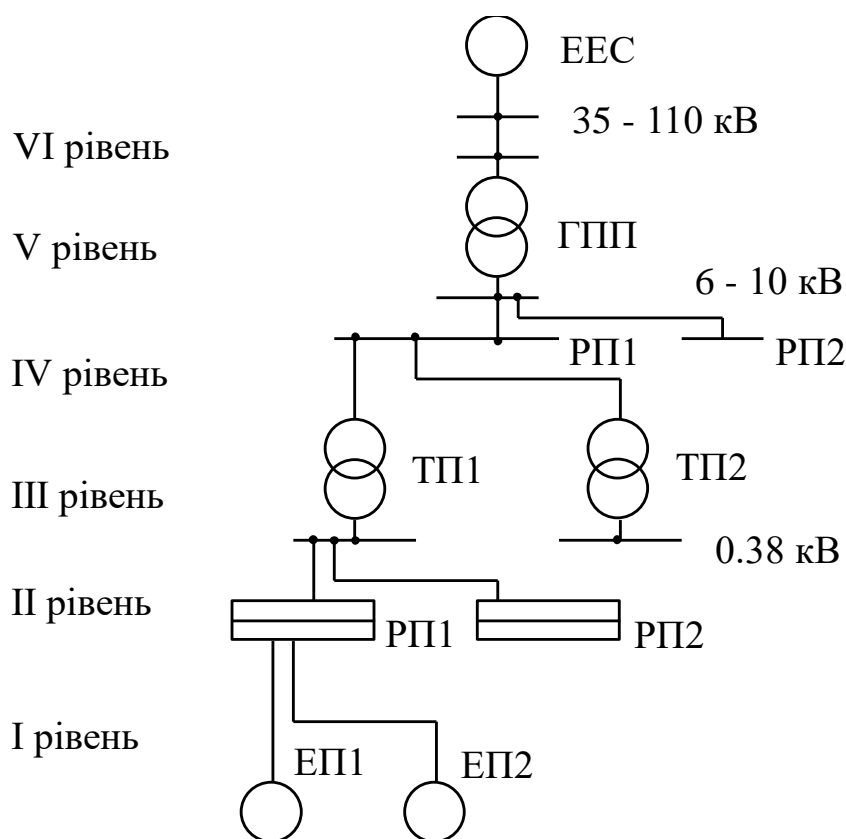 ЕЕС
35 - 110 кВ
VI рівень
V рівень
ГПП
6 - 10 кВ
РП1
РП2
IV рівень
ТП1
ТП2
III рівень
0.38 кВ
II рівень
РП1
РП2
I рівень
ЕП1
ЕП2